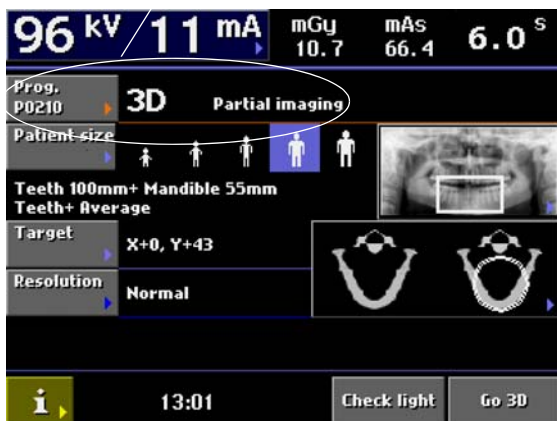 96 kV 11 mA mGy 10.7 mAs 66.4 6.0 s
Prog. P0210 3D Partial imaging
Patient size
Teeth 100mm+ Mandible 55mm
Teeth+ Average
Target X+0, Y+43
Resolution Normal
i 13:01 Check light Go 3D